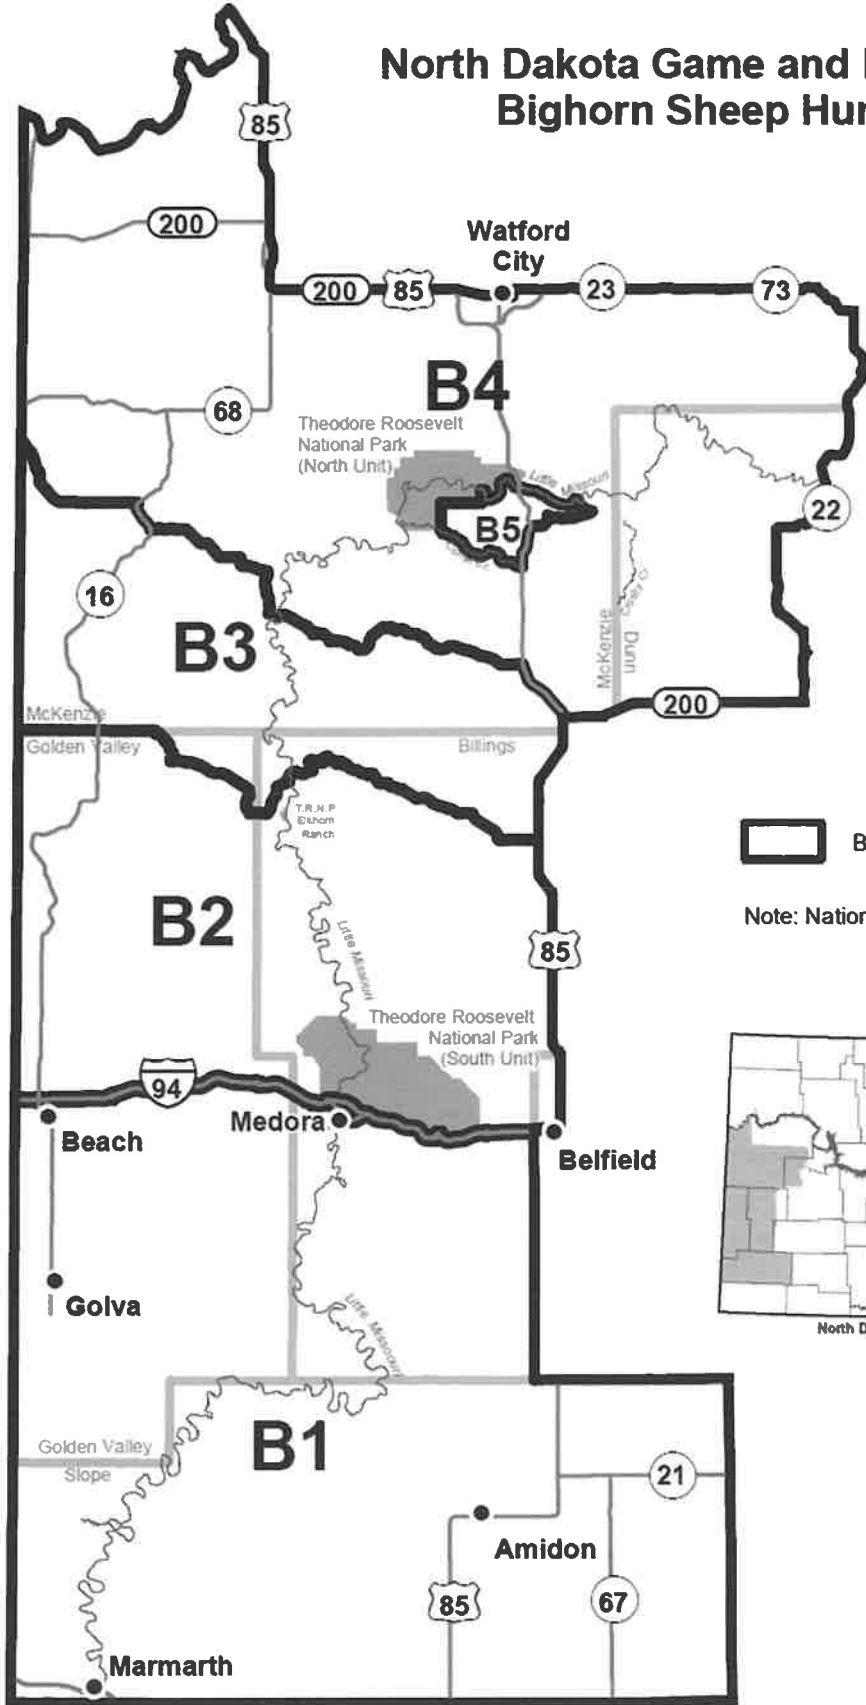 North Dakota Game and
Bighorn Sheep Hu
85
200
Watford
City
200
85
23
73
B4
68
Theodore Roosevelt
National Park
(North Unit)
Little Missouri
22
B5
16
B3
McKenzie
Dunn
200
McKenzie
Golden Valley
Billings
T.R.N.P
Elkhorn
Ranch
B
B2
Note: Nation
Little Missouri
85
Theodore Roosevelt
National Park
(South Unit)
94
Beach
Medora
Belfield
Golva
Little Missouri
North D
B1
Golden Valley
Slope
21
Amidon
85
67
Marmarth